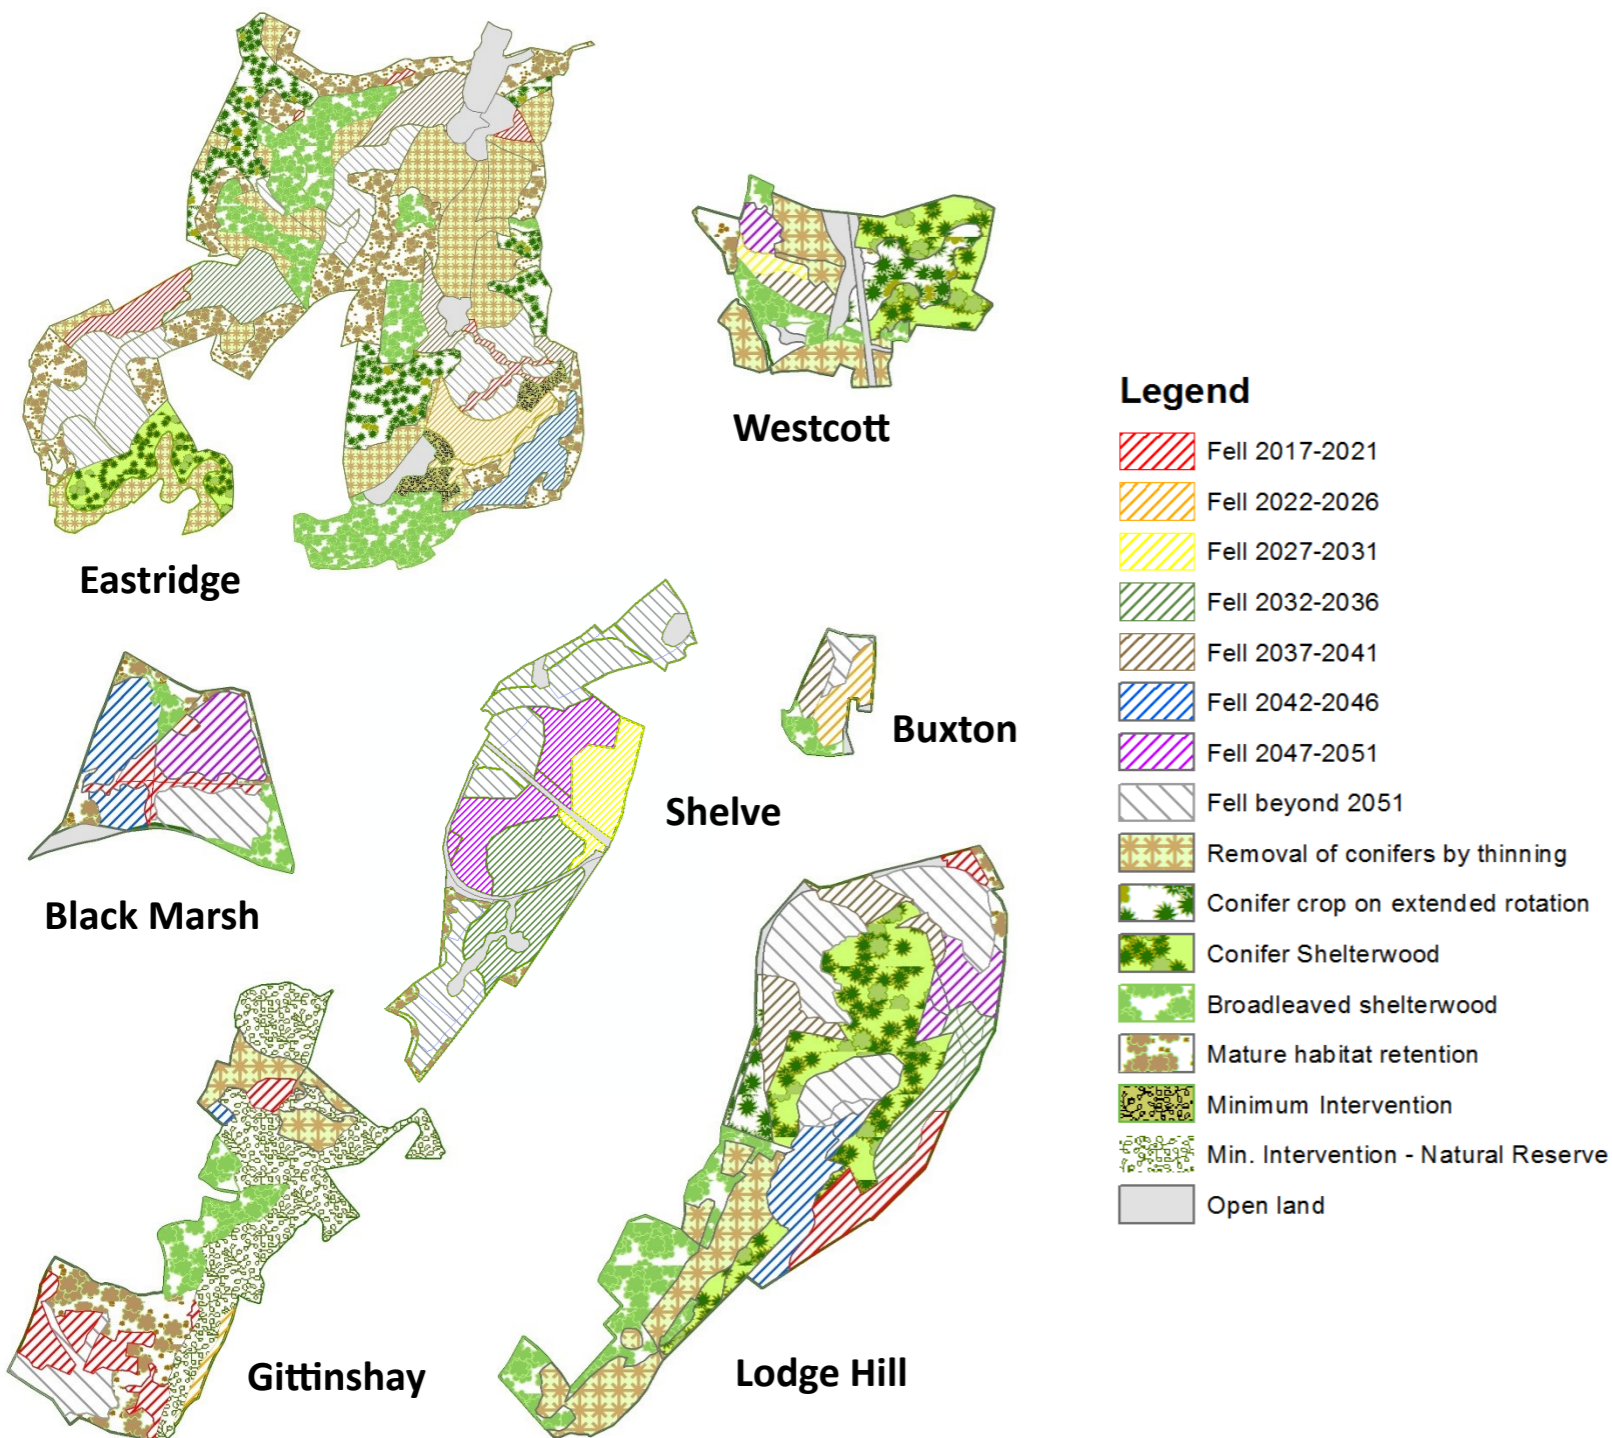 Eastridge
Westcott
Black Marsh
Shelve
Buxton
Gittinshay
Lodge Hill
Legend
Fell 2017-2021
Fell 2022-2026
Fell 2027-2031
Fell 2032-2036
Fell 2037-2041
Fell 2042-2046
Fell 2047-2051
Fell beyond 2051
Removal of conifers by thinning
Conifer crop on extended rotation
Conifer Shelterwood
Broadleaved shelterwood
Mature habitat retention
Minimum Intervention
Min. Intervention - Natural Reserve
Open land